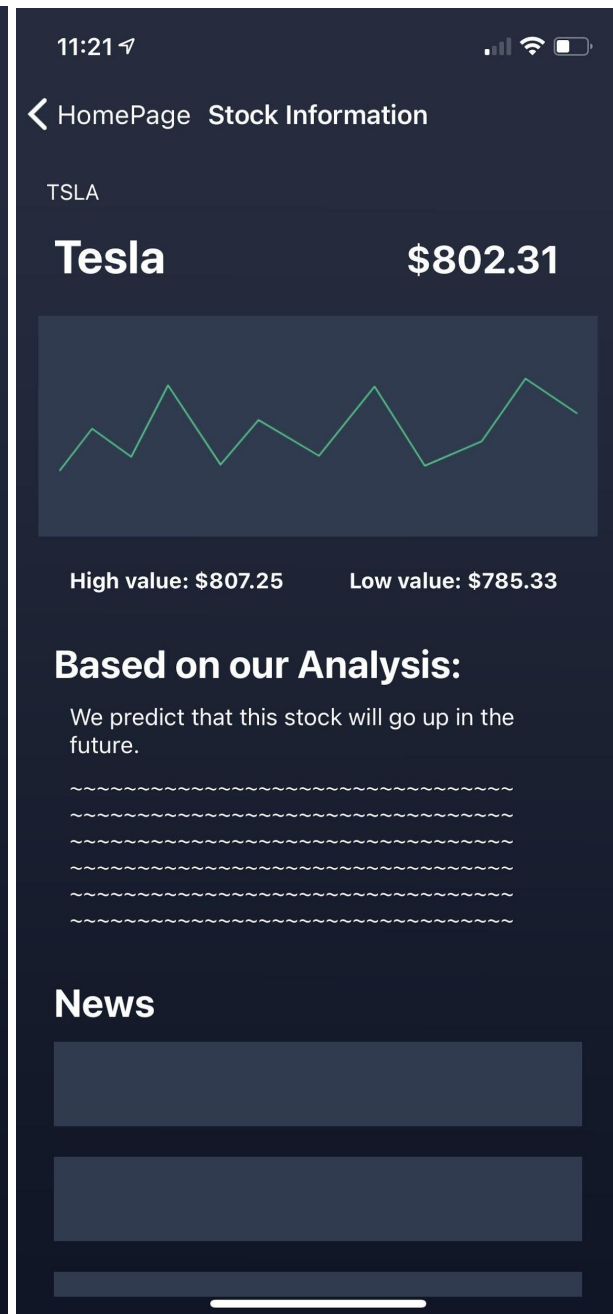 11:21
HomePage Stock Information
TSLA
Tesla $802.31
High value: $807.25 Low value: $785.33
Based on our Analysis:
We predict that this stock will go up in the
future.
~~~~~~~~~~~~~~~~~~~~~~~~~~~~~~~~~
~~~~~~~~~~~~~~~~~~~~~~~~~~~~~~~~~
~~~~~~~~~~~~~~~~~~~~~~~~~~~~~~~~~
~~~~~~~~~~~~~~~~~~~~~~~~~~~~~~~~~
~~~~~~~~~~~~~~~~~~~~~~~~~~~~~~~~~
~~~~~~~~~~~~~~~~~~~~~~~~~~~~~~~~~
News